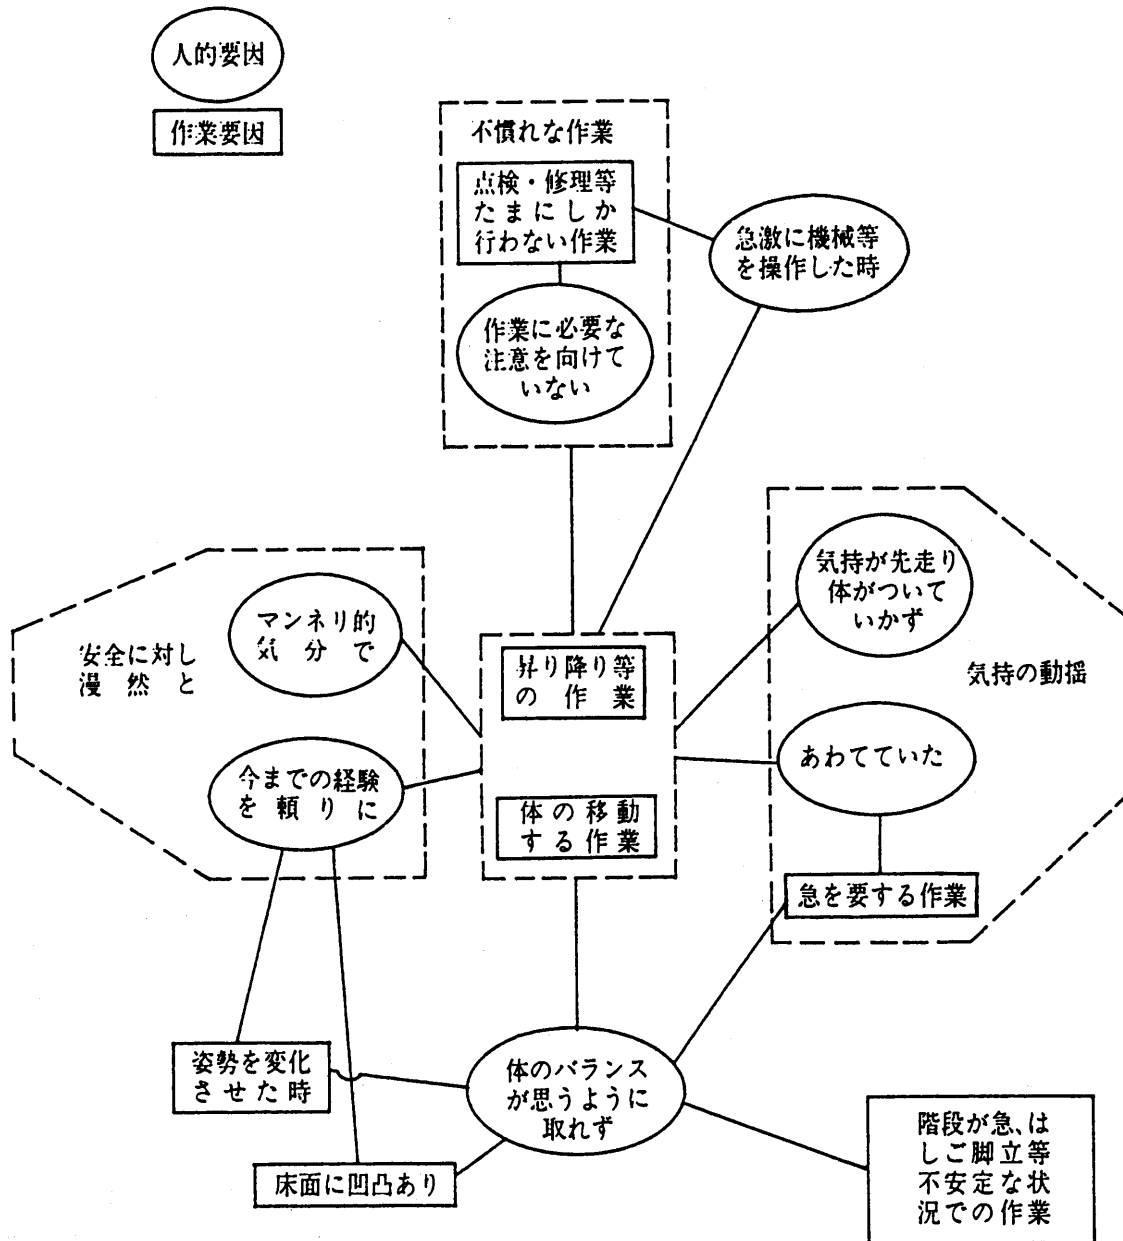 人的要因
作業要因
不慣れな作業
点検・修理等
たまにしか
行わない作業
急激に機械等
を操作した時
作業に必要な
注意を向けて
いない
気持が先走り
体がついて
いかず
マンネリ的
気分で
安全に対し
漫然と
昇り降り等
の作業
気持の動揺
あわてていた
今までの経験
を頼りに
体の移動
する作業
急を要する作業
姿勢を変化
させた時
体のバランス
が思うように
取れず
階段が急、は
しご脚立等
不安定な状
況での作業
床面に凹凸あり